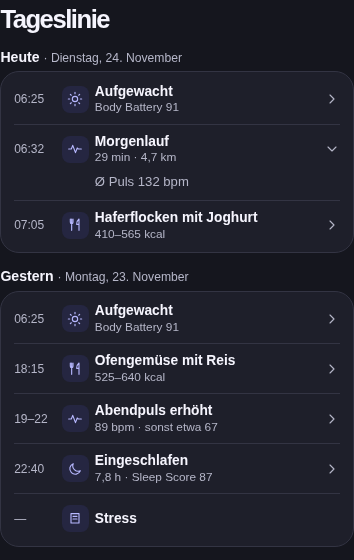 Tageslinie
Heute · Dienstag, 24. November
06:25
Aufgewacht
Body Battery 91
06:32
Morgenlauf
29 min · 4,7 km
Ø Puls 132 bpm
07:05
Haferflocken mit Joghurt
410–565 kcal
Gestern · Montag, 23. November
06:25
Aufgewacht
Body Battery 91
18:15
Ofengemüse mit Reis
525–640 kcal
19–22
Abendpuls erhöht
89 bpm · sonst etwa 67
22:40
Eingeschlafen
7,8 h · Sleep Score 87
—
Stress